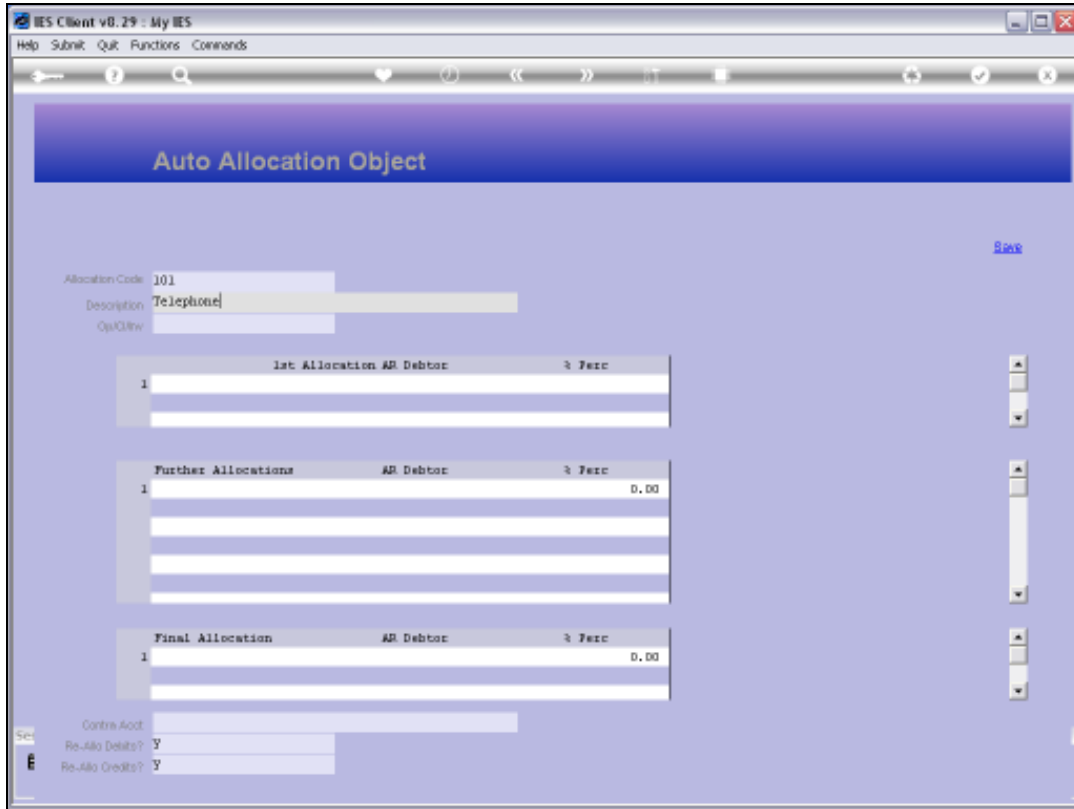 IES Client v8.29 : My IES
Help Submit Quit Functions Commands
Auto Allocation Object
Save
Allocation Code 101
Description Telephone
Op/Cl/Inv
1st Allocation AR Debtor % Perc
1
Further Allocations AR Debtor % Perc
1 0.00
Final Allocation AR Debtor % Perc
1 0.00
Contra Acct
Re-Allo Debits? Y
Re-Allo Credits? Y